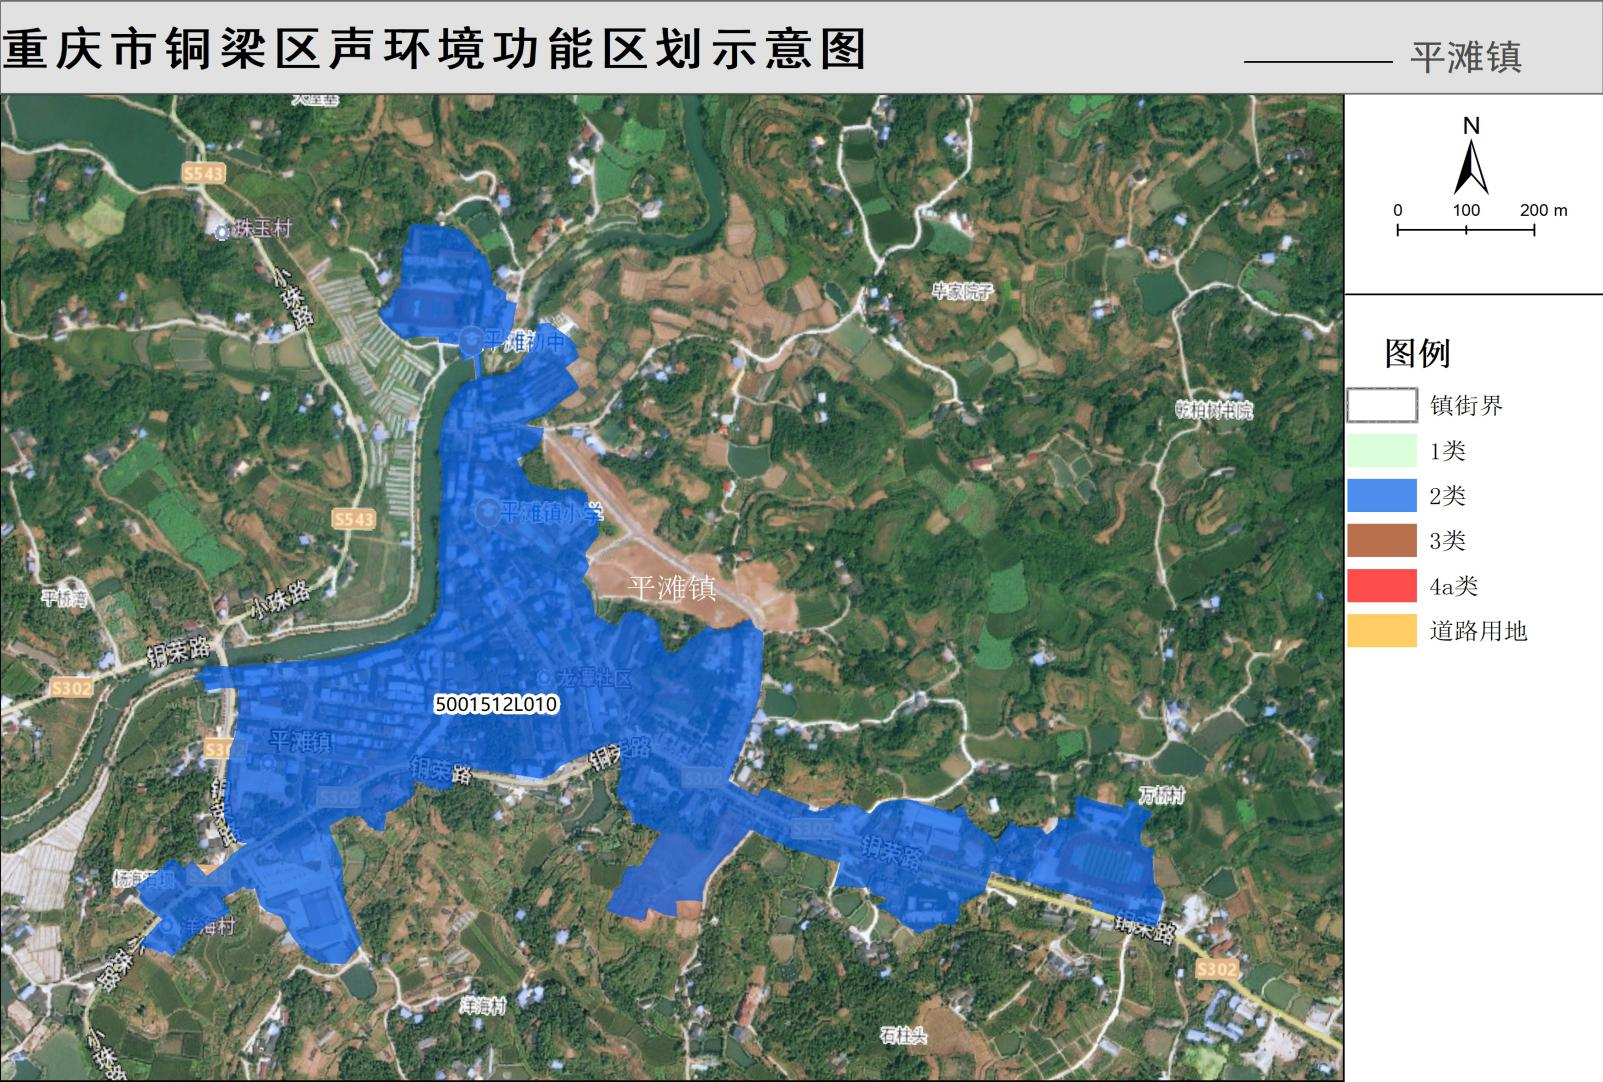 重庆市铜梁区声环境功能区划示意图
平滩镇
N
0 100 200 m
图例
镇街界
1类
2类
3类
4a类
道路用地
S543
珠玉村
小珠路
毕家院子
平滩初中
乾柏树书院
平滩镇小学
S543
平桥湾
小珠路
平滩镇
铜荣路
S302
龙潭社区
5001512L010
平滩镇
铜荣路
铜荣路
S302
S302
万桥村
S302
铜荣路
洋海村
铜荣路
S302
洋海村
石柱头
小珠路